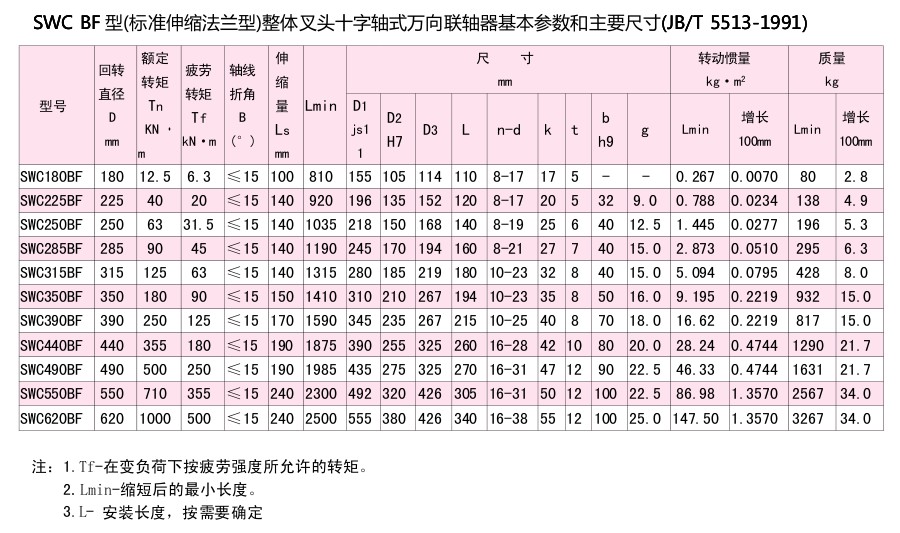 SWC BF型(标准伸缩法兰型)整体叉头十字轴式万向联轴器基本参数和主要尺寸(JB/T 5513-1991)
型号 回转直径 D mm 额定转矩 Tn KN · m 疲劳转矩 Tf kN·m 轴线折角 B (°) 伸缩量 Ls mm Lmin 尺 寸 mm 转动惯量 kg·m² 质量 kg
D1 js11 D2 H7 D3 L n-d k t b h9 g Lmin 增长 100mm Lmin 增长 100mm
SWC180BF 180 12.5 6.3 ≤15 100 810 155 105 114 110 8-17 17 5 - - 0.267 0.0070 80 2.8
SWC225BF 225 40 20 ≤15 140 920 196 135 152 120 8-17 20 5 32 9.0 0.788 0.0234 138 4.9
SWC250BF 250 63 31.5 ≤15 140 1035 218 150 168 140 8-19 25 6 40 12.5 1.445 0.0277 196 5.3
SWC285BF 285 90 45 ≤15 140 1190 245 170 194 160 8-21 27 7 40 15.0 2.873 0.0510 295 6.3
SWC315BF 315 125 63 ≤15 140 1315 280 185 219 180 10-23 32 8 40 15.0 5.094 0.0795 428 8.0
SWC350BF 350 180 90 ≤15 150 1410 310 210 267 194 10-23 35 8 50 16.0 9.195 0.2219 932 15.0
SWC390BF 390 250 125 ≤15 170 1590 345 235 267 215 10-25 40 8 70 18.0 16.62 0.2219 817 15.0
SWC440BF 440 355 180 ≤15 190 1875 390 255 325 260 16-28 42 10 80 20.0 28.24 0.4744 1290 21.7
SWC490BF 490 500 250 ≤15 190 1985 435 275 325 270 16-31 47 12 90 22.5 46.33 0.4744 1631 21.7
SWC550BF 550 710 355 ≤15 240 2300 492 320 426 305 16-31 50 12 100 22.5 86.98 1.3570 2567 34.0
SWC620BF 620 1000 500 ≤15 240 2500 555 380 426 340 16-38 55 12 100 25.0 147.50 1.3570 3267 34.0
注: 1.Tf-在变负荷下按疲劳强度所允许的转矩。
2.Lmin-缩短后的最小长度。
3.L- 安装长度，按需要确定